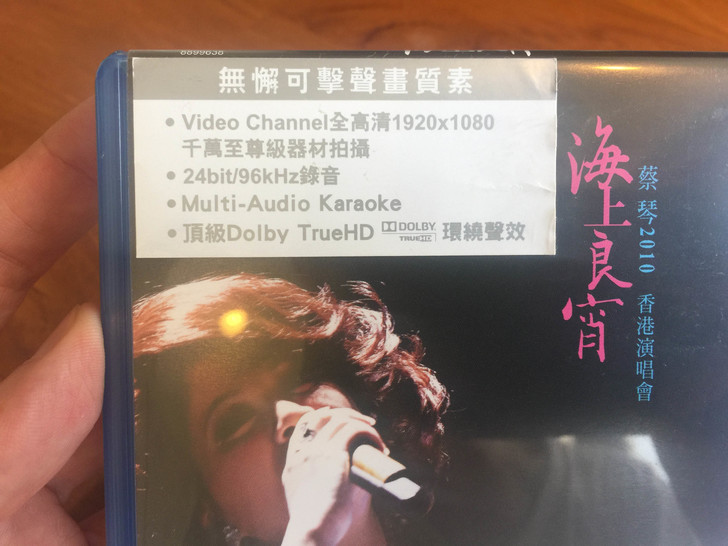 8899638
無懈可擊聲畫質素
• Video Channel全高清1920x1080
千萬至尊級器材拍攝
• 24bit/96kHz錄音
• Multi-Audio Karaoke
• 頂級Dolby TrueHD DOLBY TRUEHD 環繞聲效
海上良宵
蔡琴2010 香港演唱會